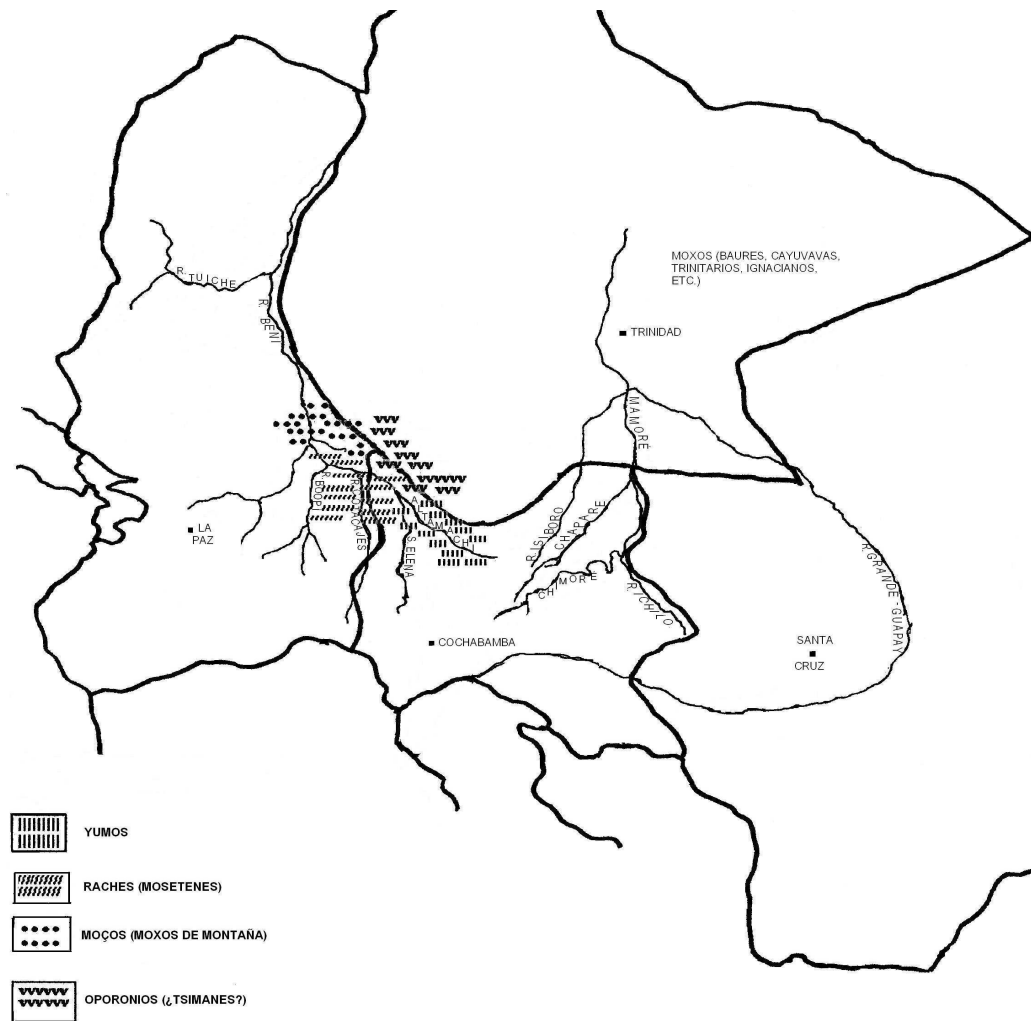 MOXOS (BAURES, CAYUVAVAS,
TRINITARIOS, IGNACIANOS,
ETC.)
R. TUICHE
R. BENI
TRINIDAD
MAMORÉ
R. BOOPI
R. COTACAJES
ALTAMACHI
S. ELENA
R. ISIBORO
CHAPARE
CHIMORE
R. ICHILO
R. GRANDE - GUAPAY
LA
PAZ
COCHABAMBA
SANTA
CRUZ
YUMOS
RACHES (MOSETENES)
MOÇOS (MOXOS DE MONTAÑA)
OPORONIOS (¿TSIMANES?)